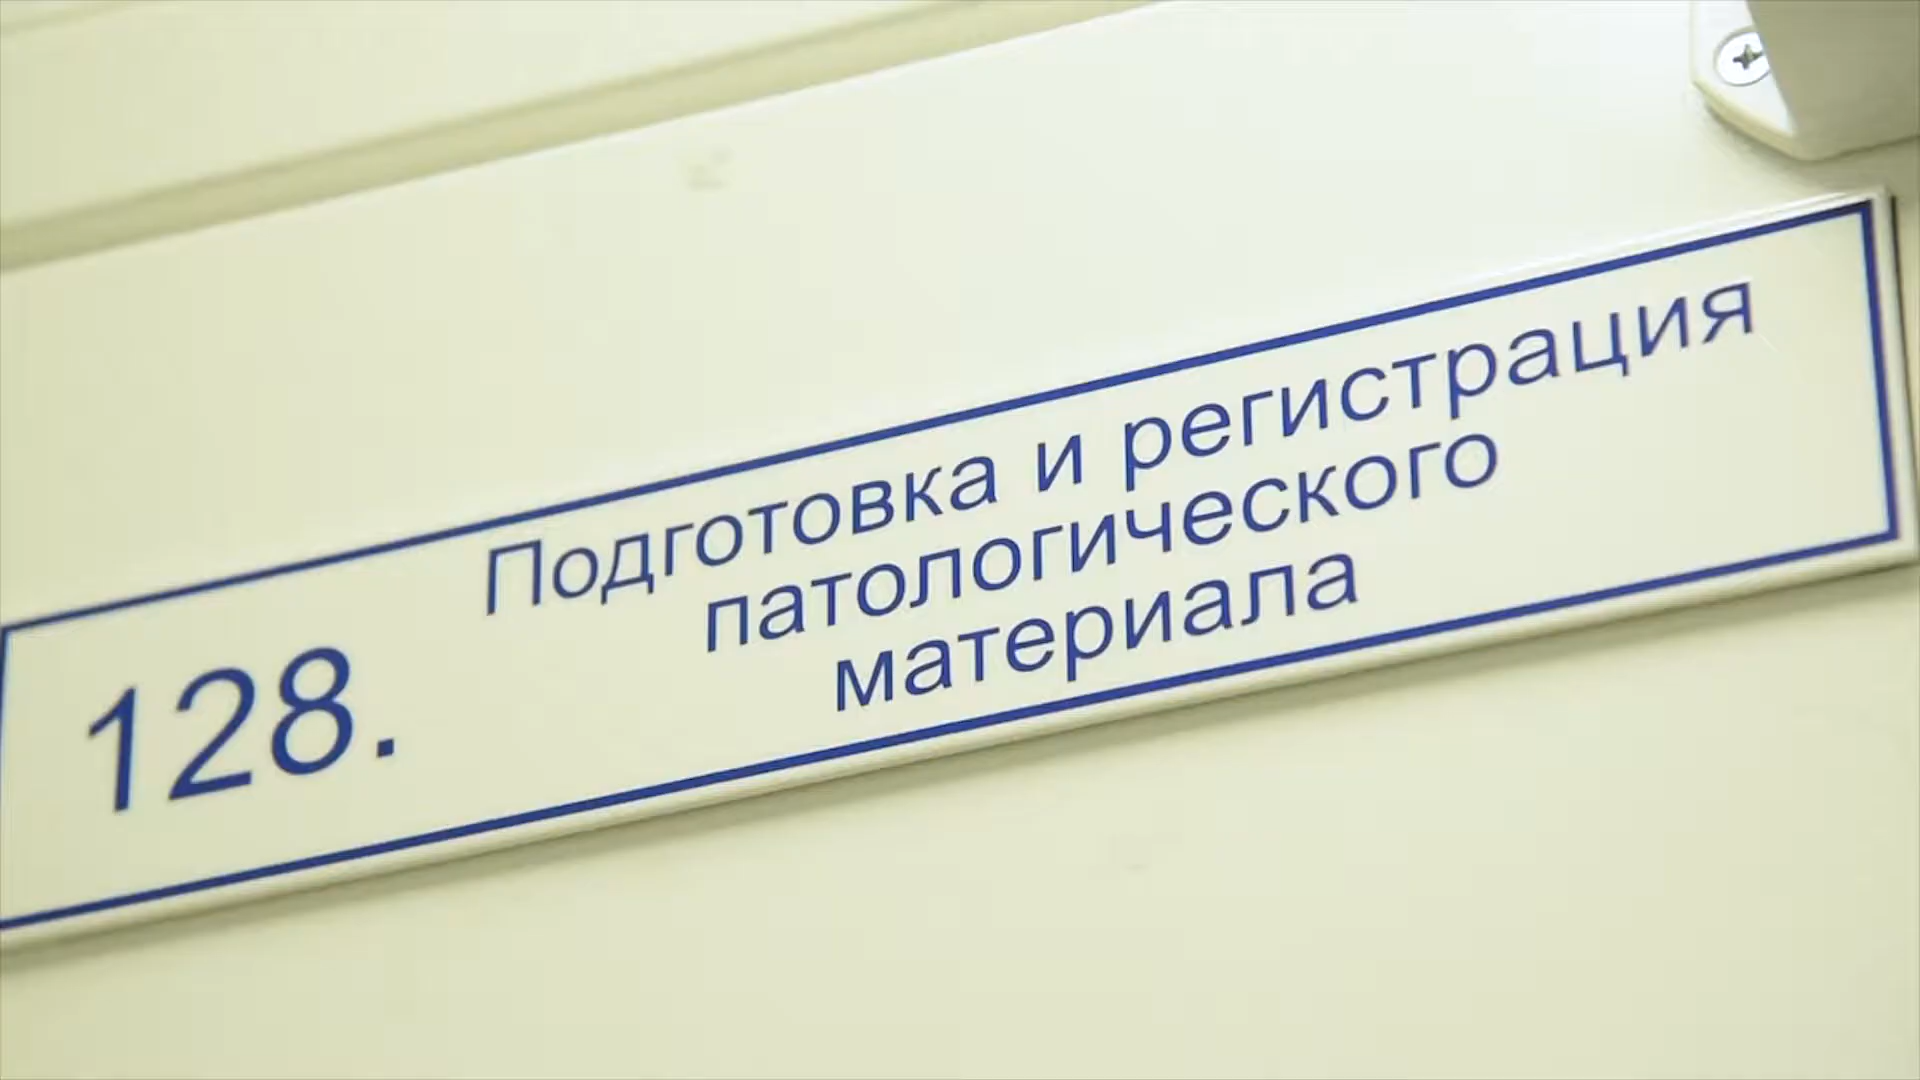 128.
Подготовка и регистрация
патологического
материала